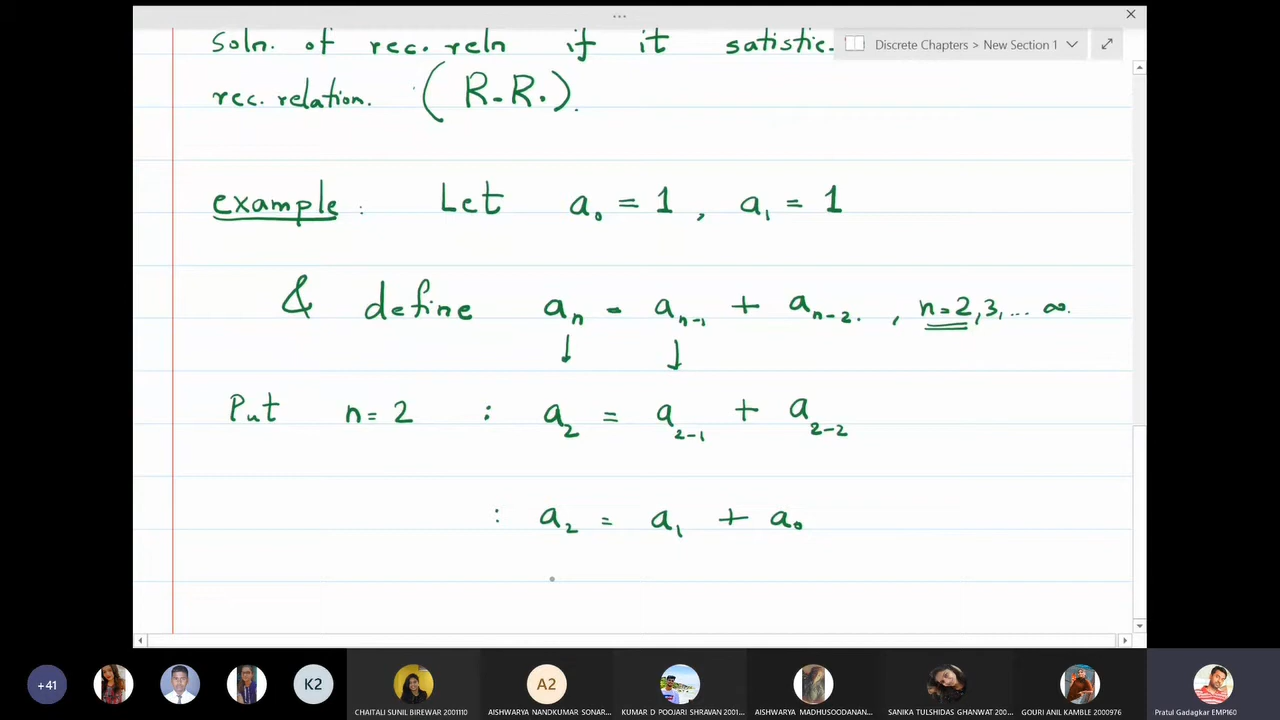 Soln. of rec. reln if it satistic.
Discrete Chapters > New Section 1
rec. relation. (R.R.).
example : Let a₀ = 1, a₁ = 1
& define aₙ = aₙ₋₁ + aₙ₋₂. , n=2,3,... ∞.
↓ ↓
Put n=2 : a₂ = a₂₋₁ + a₂₋₂
: a₂ = a₁ + a₀
+41
K2
A2
CHAITALI SUNIL BIREWAR 2001110
AISHWARYA NANDKUMAR SONAR...
KUMAR D POOJARI SHRAVAN 2001...
AISHWARYA MADHUSOODANAN...
SANIKA TULSHIDAS GHANWAT 200...
GOURI ANIL KAMBLE 2000976
Pratul Gadagkar EMP160